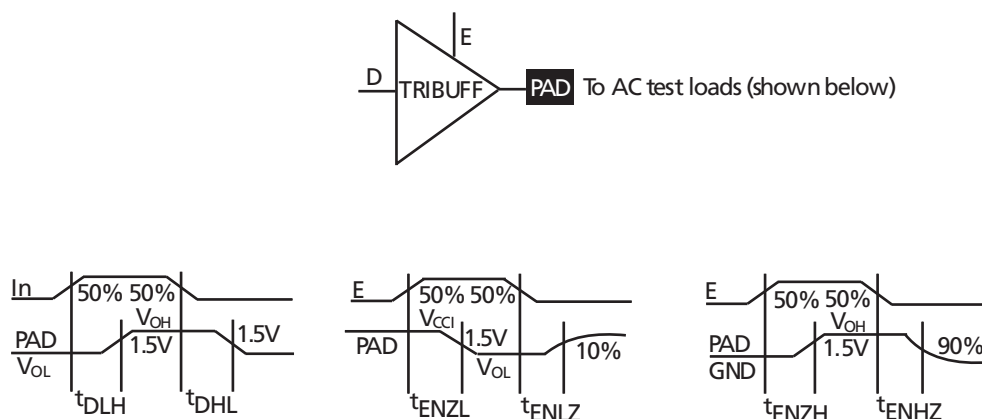 E
D
TRIBUFF
PAD
To AC test loads (shown below)
In
50% 50%
VOH
PAD
1.5V
1.5V
VOL
tDLH
tDHL
E
50% 50%
VCCI
PAD
1.5V
VOL
10%
tENZL
tENLZ
E
50% 50%
VOH
PAD
1.5V
90%
GND
tENZH
tENHZ